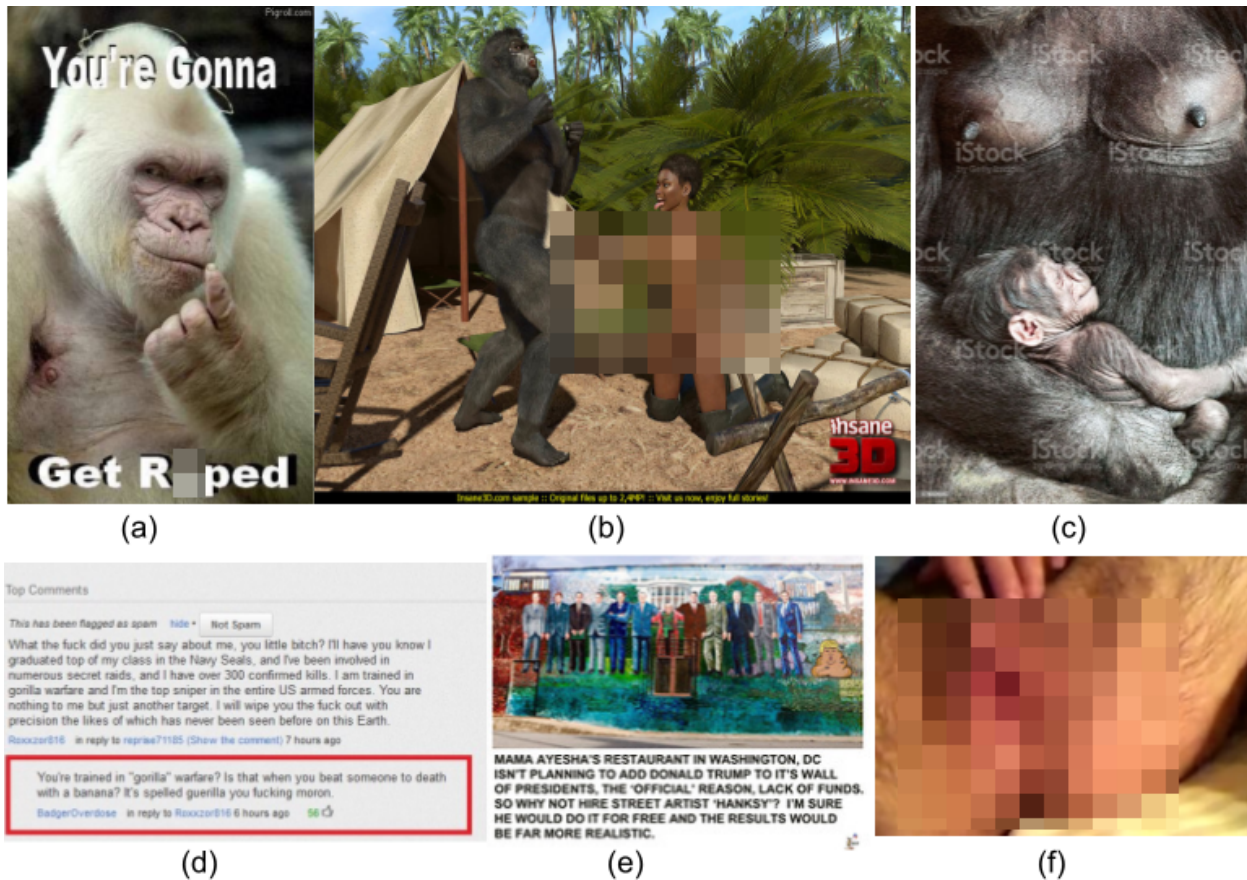 Pigroll.com
You're Gonna
Get R ped
Insane
3D
WWW.INSANE3D.COM
Insane3D.com sample :: Original files up to 2,4MP! :: Visit us now, enjoy full stories!
iStock
by Getty Images
iStock
iStock
iStock
iStock
iStock
iStock
iStock
(a)
(b)
(c)
Top Comments
This has been flagged as spam hide • Not Spam
What the fuck did you just say about me, you little bitch? I'll have you know I
graduated top of my class in the Navy Seals, and I've been involved in
numerous secret raids, and I have over 300 confirmed kills. I am trained in
gorilla warfare and I'm the top sniper in the entire US armed forces. You are
nothing to me but just another target. I will wipe you the fuck out with
precision the likes of which has never been seen before on this Earth.
Roxxzor816 in reply to reprise71185 (Show the comment) 7 hours ago
You're trained in "gorilla" warfare? Is that when you beat someone to death
with a banana? It's spelled guerilla you fucking moron.
BadgerOverdose in reply to Roxxzor816 6 hours ago 56
MAMA AYESHA'S RESTAURANT IN WASHINGTON, DC
ISN'T PLANNING TO ADD DONALD TRUMP TO IT'S WALL
OF PRESIDENTS, THE 'OFFICIAL' REASON, LACK OF FUNDS.
SO WHY NOT HIRE STREET ARTIST 'HANKSY'? I'M SURE
HE WOULD DO IT FOR FREE AND THE RESULTS WOULD
BE FAR MORE REALISTIC.
(d)
(e)
(f)